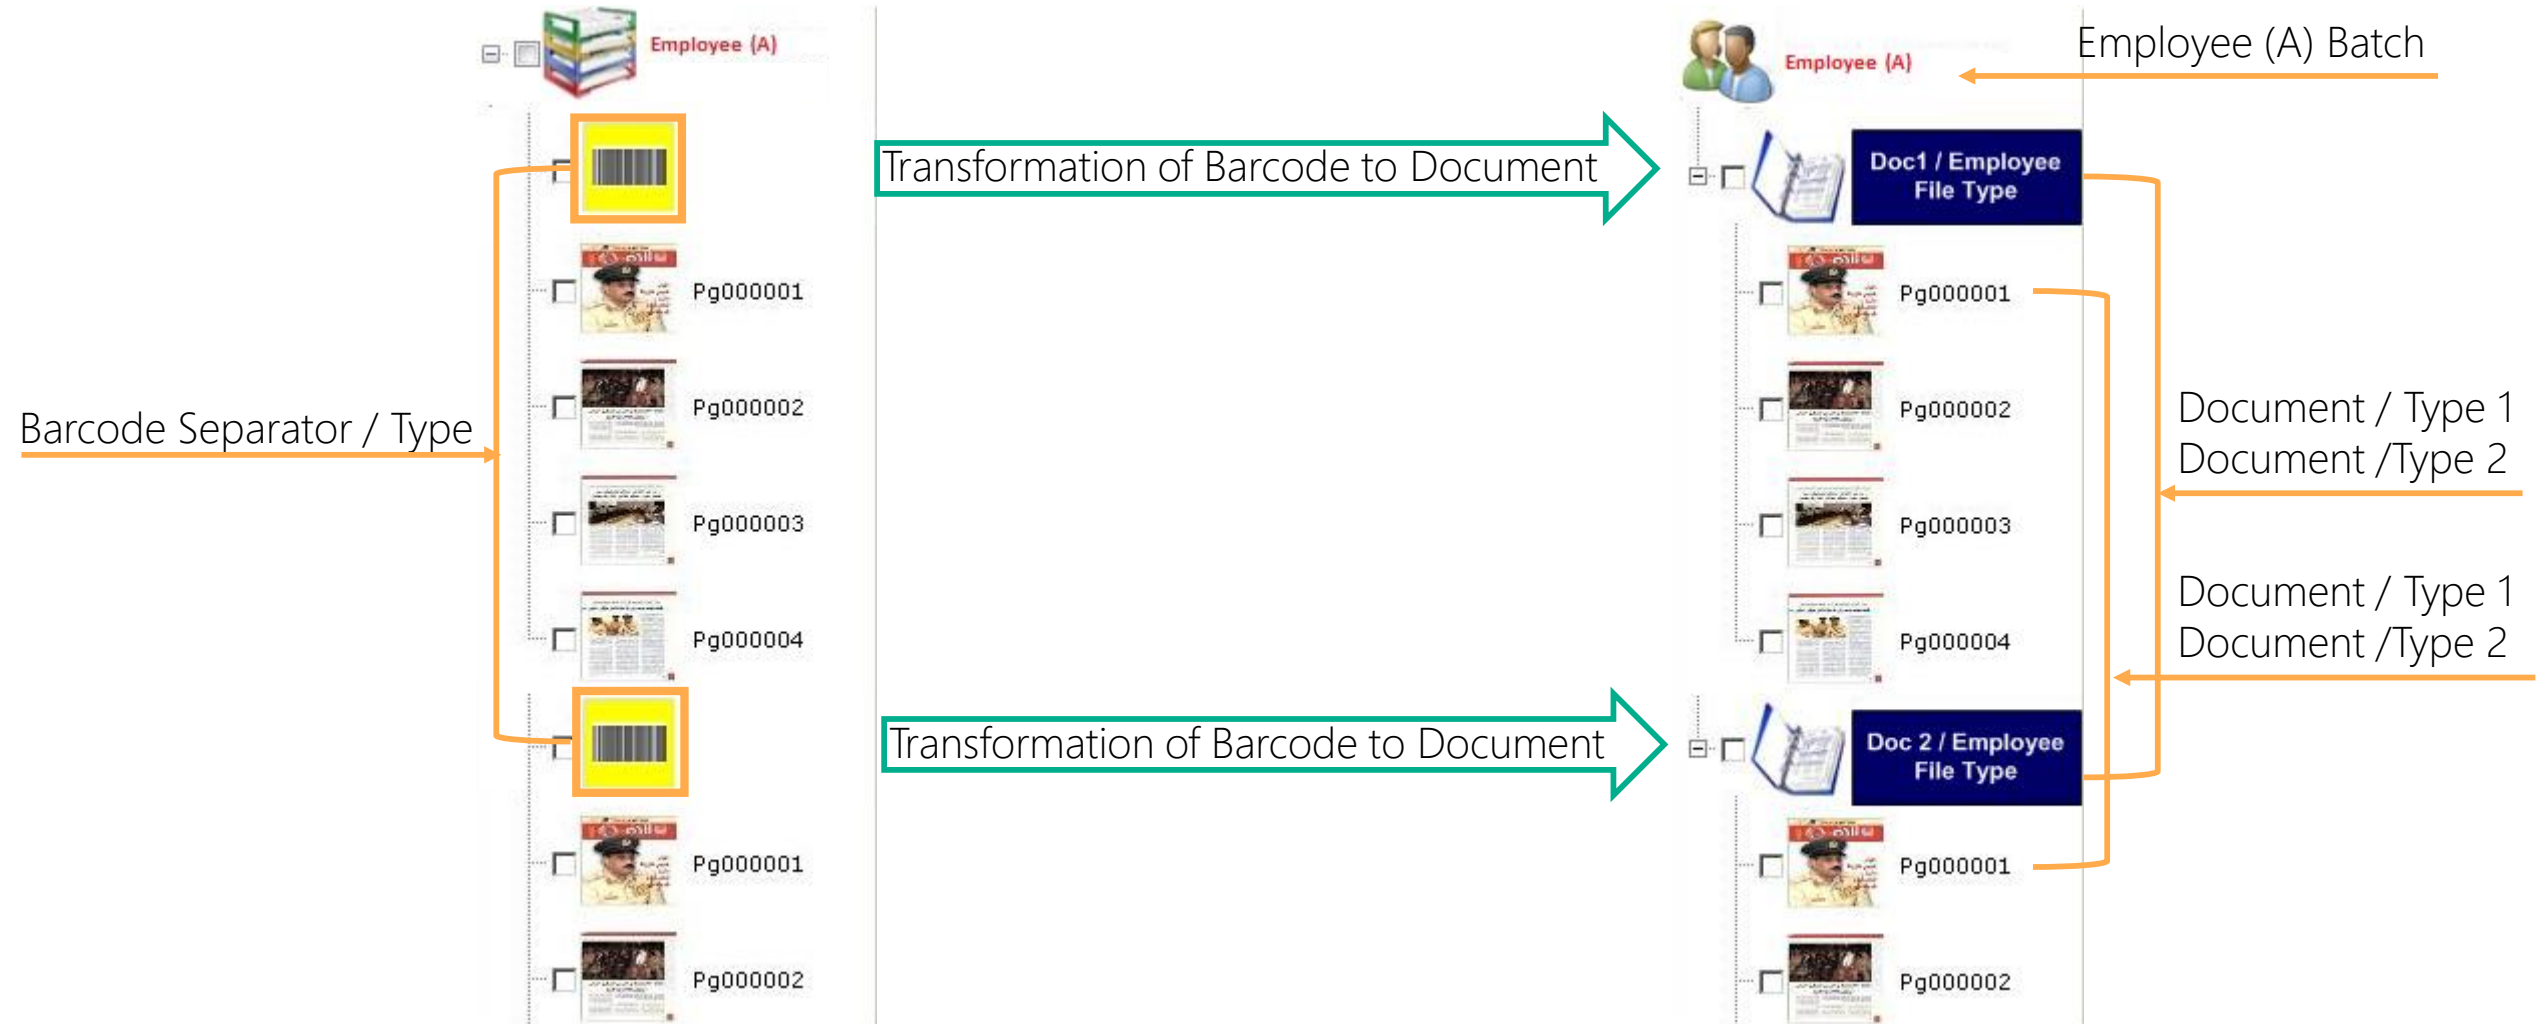 Employee (A)
Employee (A)
Employee (A) Batch
Transformation of Barcode to Document
Doc1 / Employee
File Type
Pg000001
Pg000001
Pg000002
Pg000002
Barcode Separator / Type
Document / Type 1
Document /Type 2
Pg000003
Pg000003
Document / Type 1
Document /Type 2
Pg000004
Pg000004
Transformation of Barcode to Document
Doc 2 / Employee
File Type
Pg000001
Pg000001
Pg000002
Pg000002